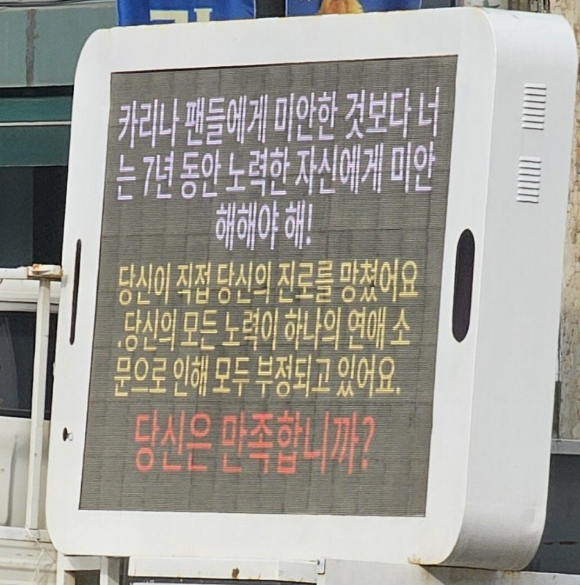 카리나 팬들에게 미안한 것보다 너
는 7년 동안 노력한 자신에게 미안
해해야 해!
당신이 직접 당신의 진로를 망쳤어요
.당신의 모든 노력이 하나의 연애 소
문으로 인해 모두 부정되고 있어요.
당신은 만족합니까?